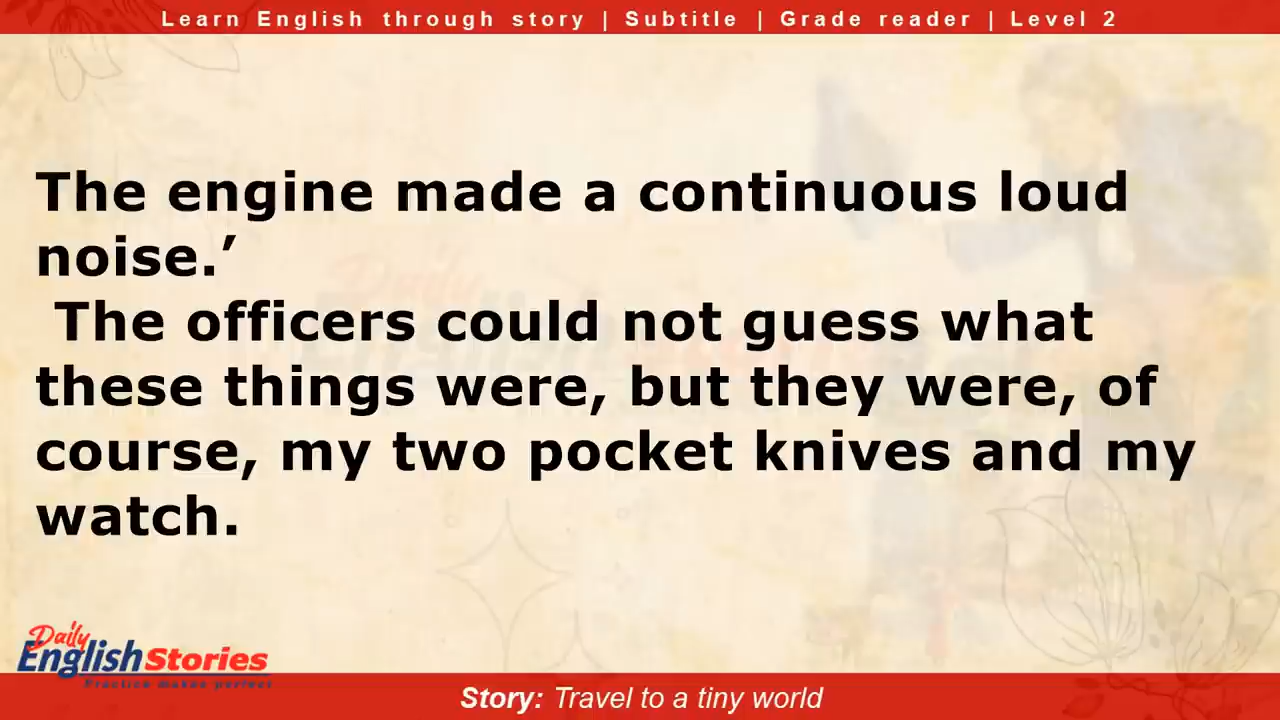 Learn English through story | Subtitle | Grade reader | Level 2
The engine made a continuous loud
noise.’
The officers could not guess what
these things were, but they were, of
course, my two pocket knives and my
watch.
Daily
English Stories
Practice makes perfect
Story: Travel to a tiny world